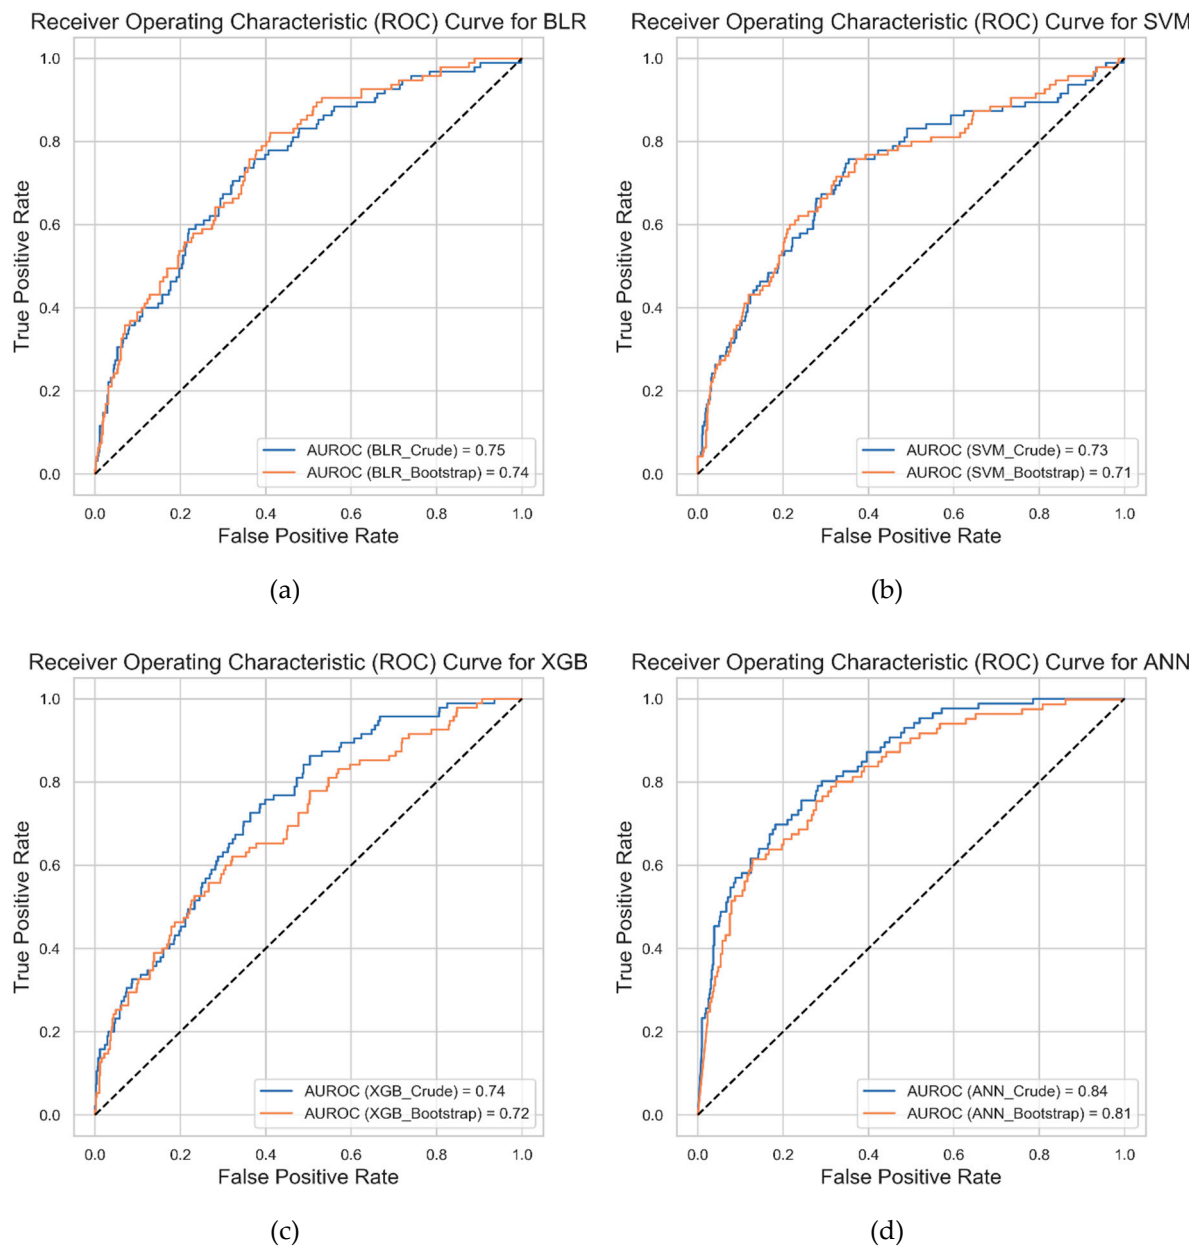 Receiver Operating Characteristic (ROC) Curve for BLR
1.0
0.8
0.6
0.4
0.2
0.0
True Positive Rate
AUROC (BLR_Crude) = 0.75
AUROC (BLR_Bootstrap) = 0.74
0.0 0.2 0.4 0.6 0.8 1.0
False Positive Rate
(a)
Receiver Operating Characteristic (ROC) Curve for SVM
1.0
0.8
0.6
0.4
0.2
0.0
True Positive Rate
AUROC (SVM_Crude) = 0.73
AUROC (SVM_Bootstrap) = 0.71
0.0 0.2 0.4 0.6 0.8 1.0
False Positive Rate
(b)
Receiver Operating Characteristic (ROC) Curve for XGB
1.0
0.8
0.6
0.4
0.2
0.0
True Positive Rate
AUROC (XGB_Crude) = 0.74
AUROC (XGB_Bootstrap) = 0.72
0.0 0.2 0.4 0.6 0.8 1.0
False Positive Rate
(c)
Receiver Operating Characteristic (ROC) Curve for ANN
1.0
0.8
0.6
0.4
0.2
0.0
True Positive Rate
AUROC (ANN_Crude) = 0.84
AUROC (ANN_Bootstrap) = 0.81
0.0 0.2 0.4 0.6 0.8 1.0
False Positive Rate
(d)